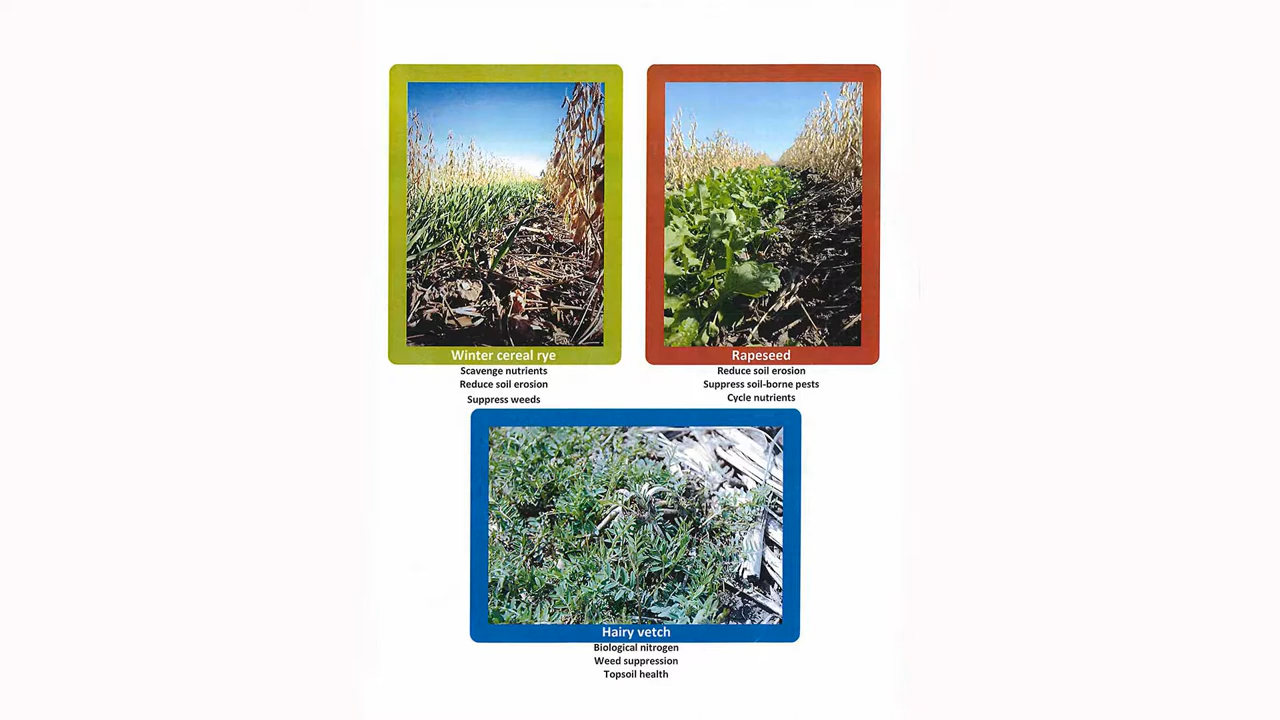 Winter cereal rye
Scavenge nutrients
Reduce soil erosion
Suppress weeds
Rapeseed
Reduce soil erosion
Suppress soil-borne pests
Cycle nutrients
Hairy vetch
Biological nitrogen
Weed suppression
Topsoil health